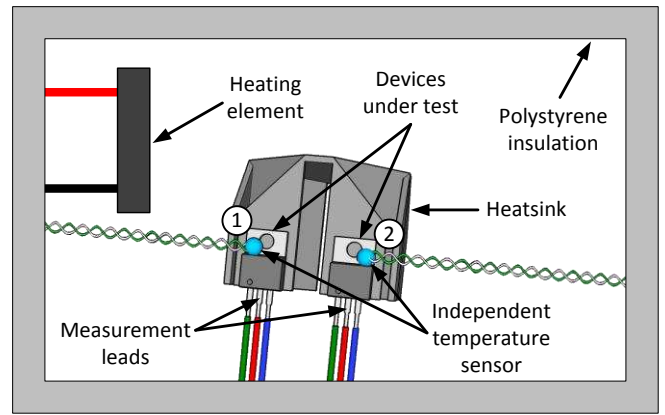 Heating
element
Devices
under test
Polystyrene
insulation
1
2
Heatsink
Measurement
leads
Independent
temperature
sensor